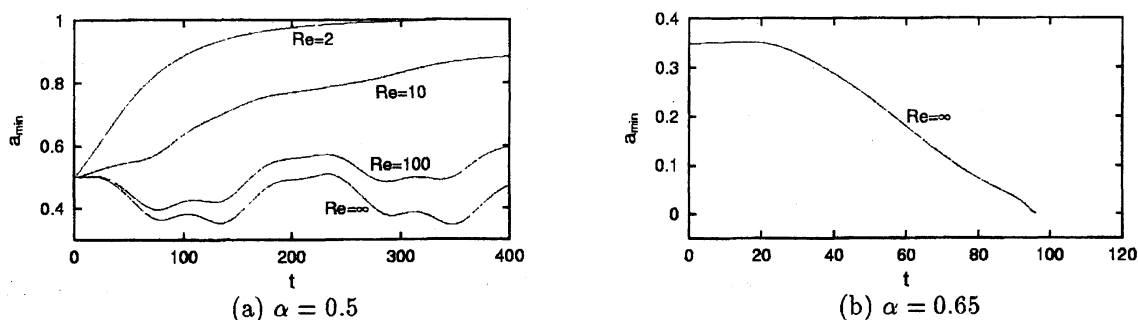 1
0.8
0.6
0.4
a_min
Re=2
Re=10
Re=100
Re=∞
0
100
200
300
400
t
(a) α = 0.5
0.4
0.3
0.2
0.1
0
a_min
Re=∞
0
20
40
60
80
100
120
t
(b) α = 0.65